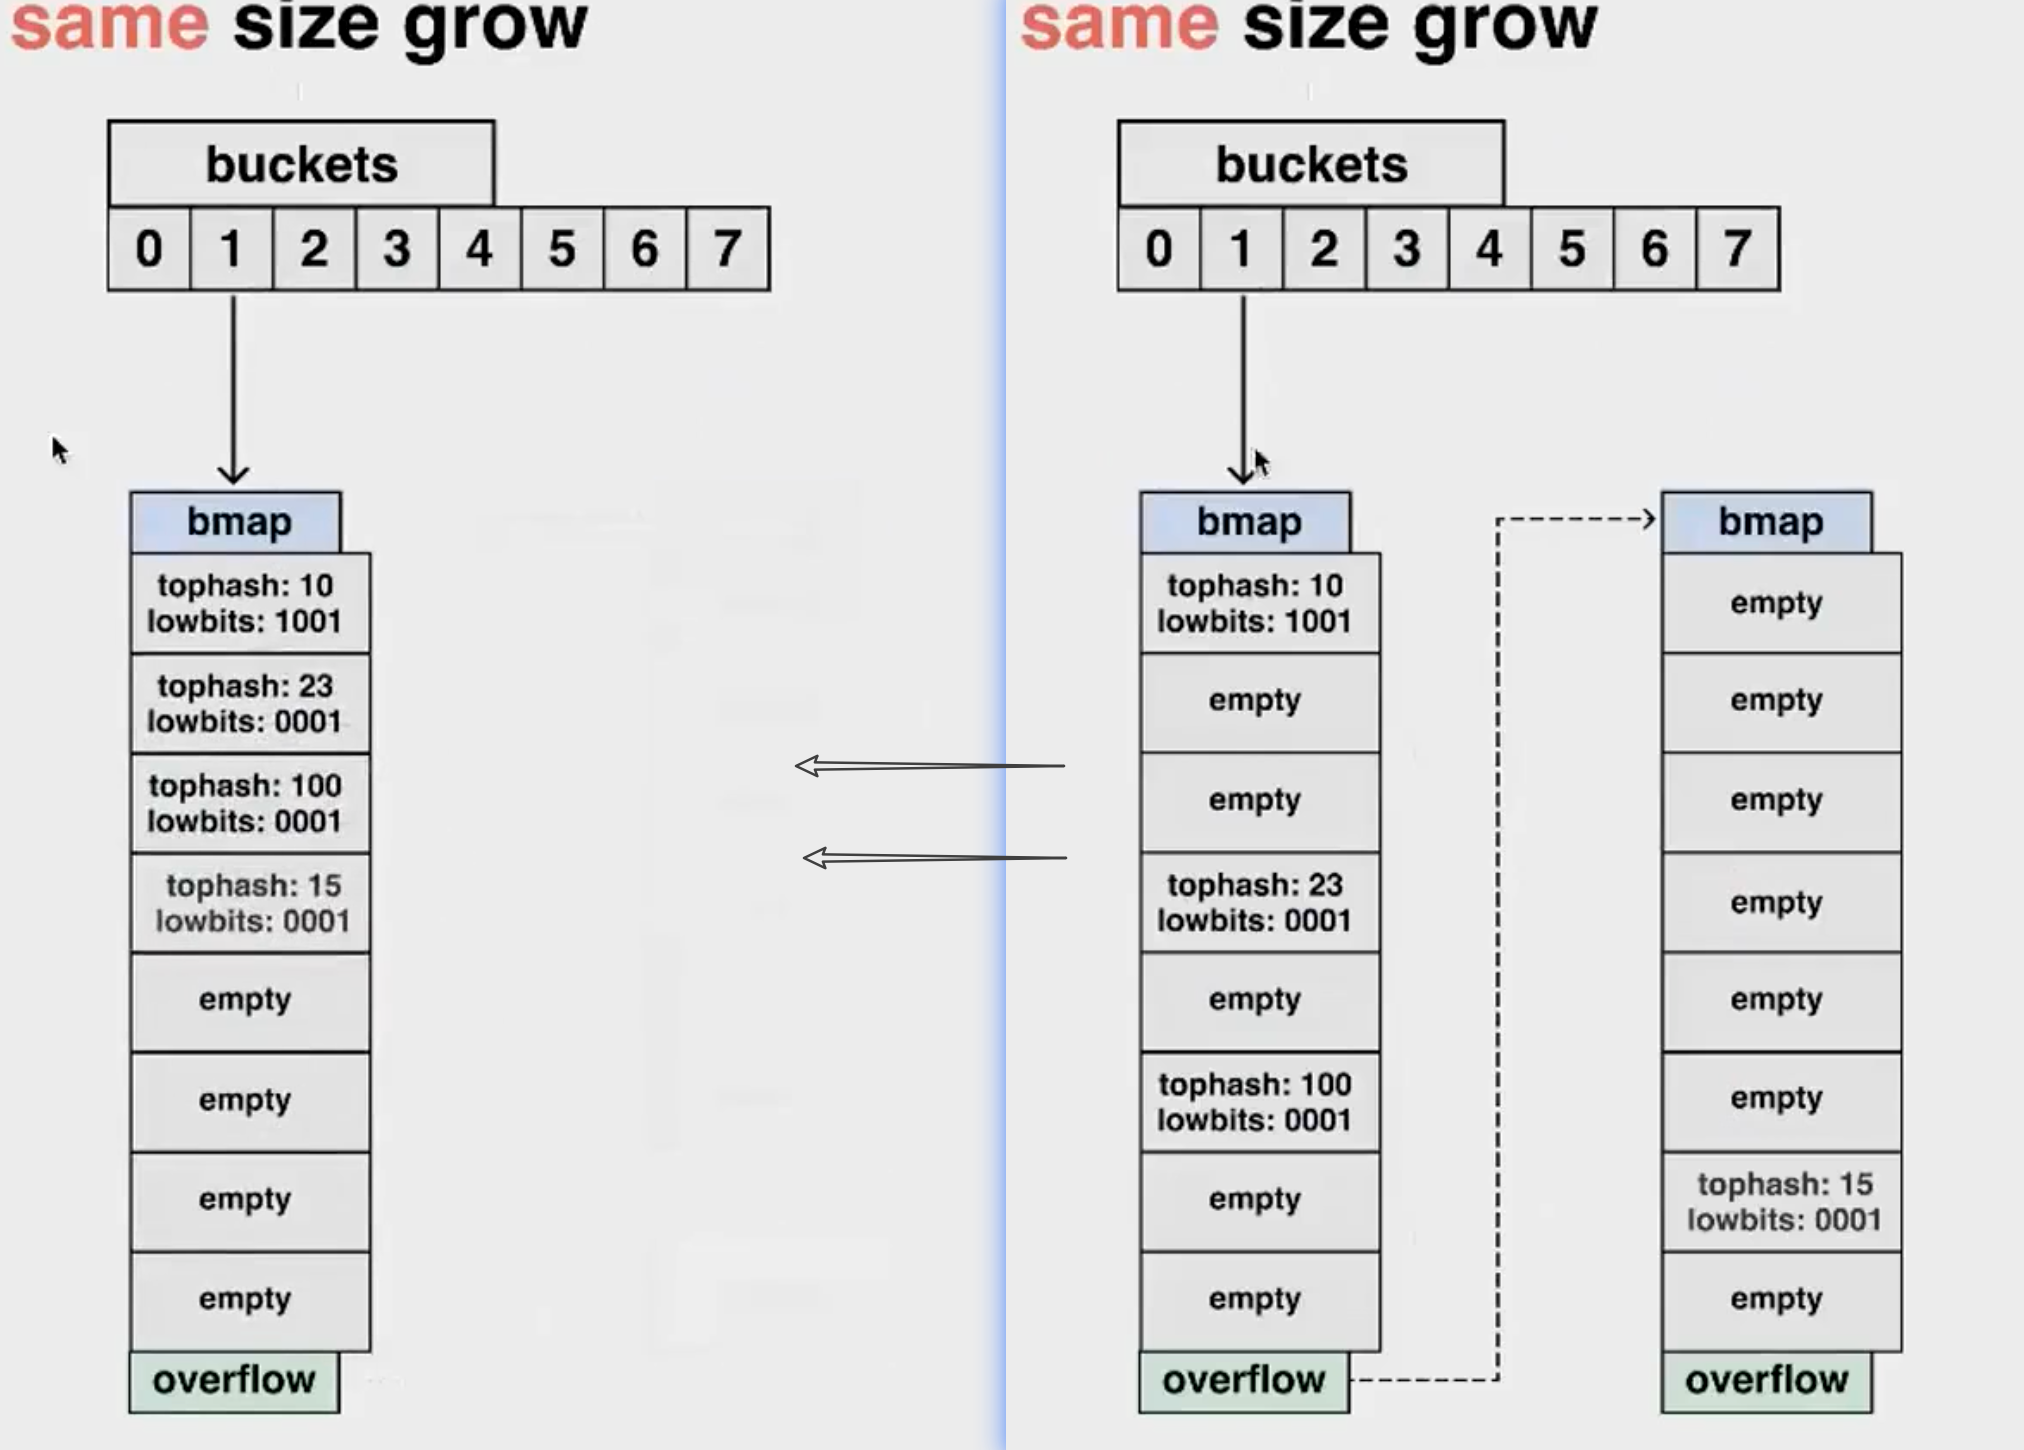 same size grow
buckets
0 1 2 3 4 5 6 7
bmap
tophash: 10
lowbits: 1001
tophash: 23
lowbits: 0001
tophash: 100
lowbits: 0001
tophash: 15
lowbits: 0001
empty
empty
empty
empty
overflow
same size grow
buckets
0 1 2 3 4 5 6 7
bmap
tophash: 10
lowbits: 1001
empty
empty
tophash: 23
lowbits: 0001
empty
tophash: 100
lowbits: 0001
empty
empty
overflow
bmap
empty
empty
empty
empty
empty
empty
tophash: 15
lowbits: 0001
empty
overflow